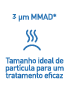 3 µm MMAD*
Tamanho ideal de
partícula para um
tratamento eficaz